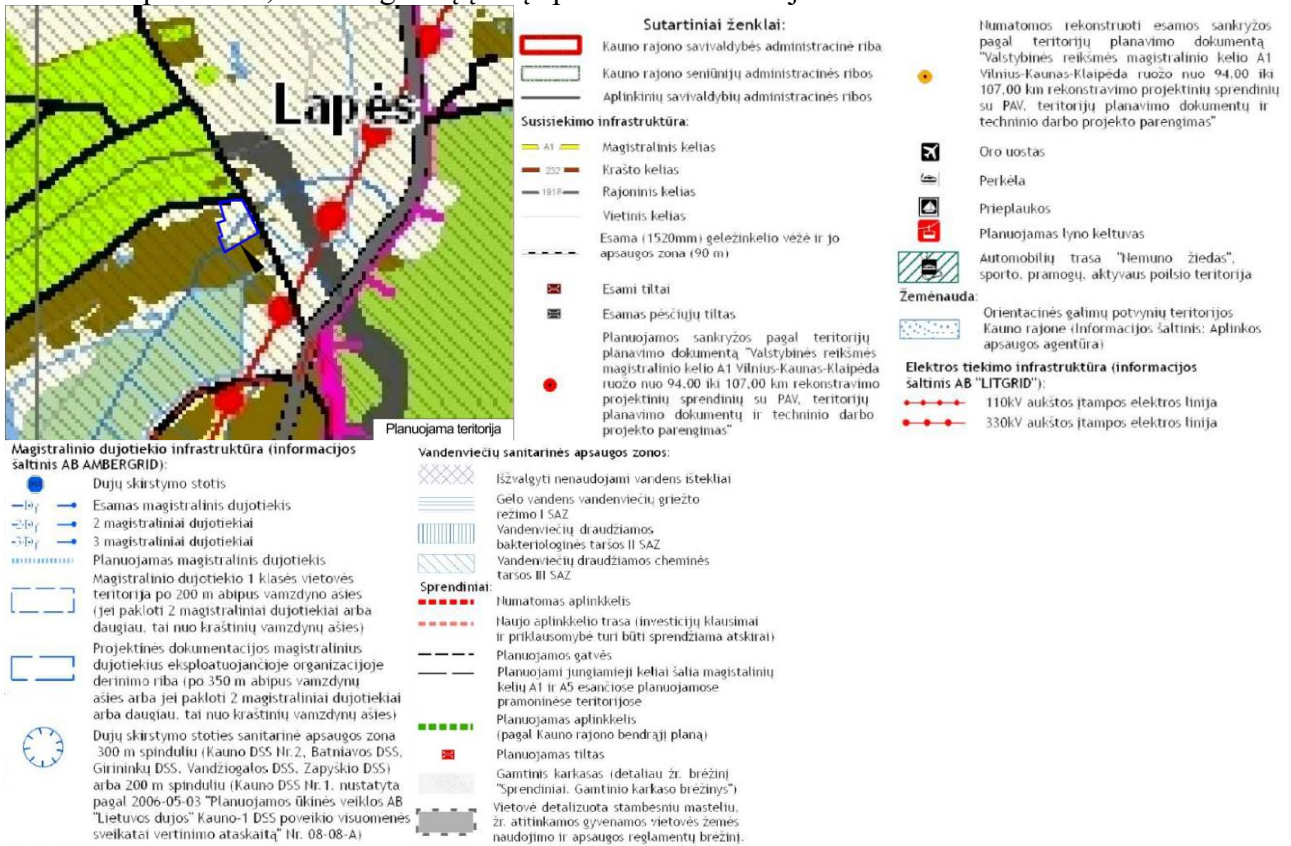 Lapės
Planuojama teritorija
Sutartiniai ženklai:
Kauno rajono savivaldybės administracinė riba
Kauno rajono seniūnijų administracinės ribos
Aplinkinių savivaldybių administracinės ribos
Susisiekimo infrastruktūra:
A1 Magistralinis kelias
232 Krašto kelias
1918 Rajoninis kelias
Vietinis kelias
Esama (1520mm) geležinkelio vėžė ir jo
apsaugos zona (90 m)
Esami tiltai
Esamas pėsčiųjų tiltas
Planuojamos sankryžos pagal teritorijų
planavimo dokumentą "Valstybinės reikšmės
magistralinio kelio A1 Vilnius-Kaunas-Klaipėda
ruožo nuo 94,00 iki 107,00 km rekonstravimo
projektinių sprendinių su PAV, teritorijų
planavimo dokumentų ir techninio darbo
projekto parengimas"
Numatomos rekonstruoti esamos sankryžos
pagal teritorijų planavimo dokumentą
"Valstybinės reikšmės magistralinio kelio A1
Vilnius-Kaunas-Klaipėda ruožo nuo 94,00 iki
107,00 km rekonstravimo projektinių sprendinių
su PAV, teritorijų planavimo dokumentų ir
techninio darbo projekto parengimas"
Oro uostas
Perkėla
Prieplaukos
Planuojamas lyno keltuvas
Automobilių trasa "Nemuno žiedas",
sporto, pramogų, aktyvaus poilsio teritorija
Žemėnauda:
Orientacinės galimų potvynių teritorijos
Kauno rajone (Informacijos šaltinis: Aplinkos
apsaugos agentūra)
Elektros tiekimo infrastruktūra (informacijos
šaltinis AB "LITGRID"):
110kV aukštos įtampos elektros linija
330kV aukštos įtampos elektros linija
Magistralinio dujotiekio infrastruktūra (informacijos
šaltinis AB AMBERGRID):
Dujų skirstymo stotis
Esamas magistralinis dujotiekis
2 magistraliniai dujotiekiai
3 magistraliniai dujotiekiai
Planuojamas magistralinis dujotiekis
Magistralinio dujotiekio 1 klasės vietovės
teritorija po 200 m abipus vamzdyno ašies
(jei pakloti 2 magistraliniai dujotiekiai arba
daugiau, tai nuo kraštinių vamzdynų ašies)
Projektinės dokumentacijos magistralinius
dujotiekius eksploatuojančioje organizacijoje
derinimo riba (po 350 m abipus vamzdynų
ašies arba jei pakloti 2 magistraliniai dujotiekiai
arba daugiau, tai nuo kraštinių vamzdynų ašies)
Dujų skirstymo stoties sanitarinė apsaugos zona
300 m spinduliu (Kauno DSS Nr.2, Batniavos DSS,
Girininkų DSS, Vandžiogalos DSS, Zapyškio DSS)
arba 200 m spinduliu (Kauno DSS Nr.1, nustatyta
pagal 2006-05-03 "Planuojamos ūkinės veiklos AB
"Lietuvos dujos" Kauno-1 DSS poveikio visuomenės
sveikatai vertinimo ataskaitą" Nr. 08-08-A)
Vandenviečių sanitarinės apsaugos zonos:
Išžvalgyti nenaudojami vandens ištekliai
Gėlo vandens vandenviečių griežto
režimo I SAZ
Vandenviečių draudžiamos
bakteriologinės taršos II SAZ
Vandenviečių draudžiamos cheminės
taršos III SAZ
Sprendiniai:
Numatomas aplinkkelis
Naujo aplinkkelio trasa (investicijų klausimai
ir priklausomybė turi būti sprendžiama atskirai)
Planuojamos gatvės
Planuojami jungiamieji keliai šalia magistalinių
kelių A1 ir A5 esančiose planuojamose
pramoninėse teritorijose
Planuojamas aplinkkelis
(pagal Kauno rajono bendrąjį planą)
Planuojamas tiltas
Gamtinis karkasas (detaliau žr. brėžinį
"Sprendiniai. Gamtinio karkaso brėžinys")
Vietovė detalizuota stambesniu masteliu,
žr. atitinkamos gyvenamos vietovės žemės
naudojimo ir apsaugos reglamentų brėžinį.